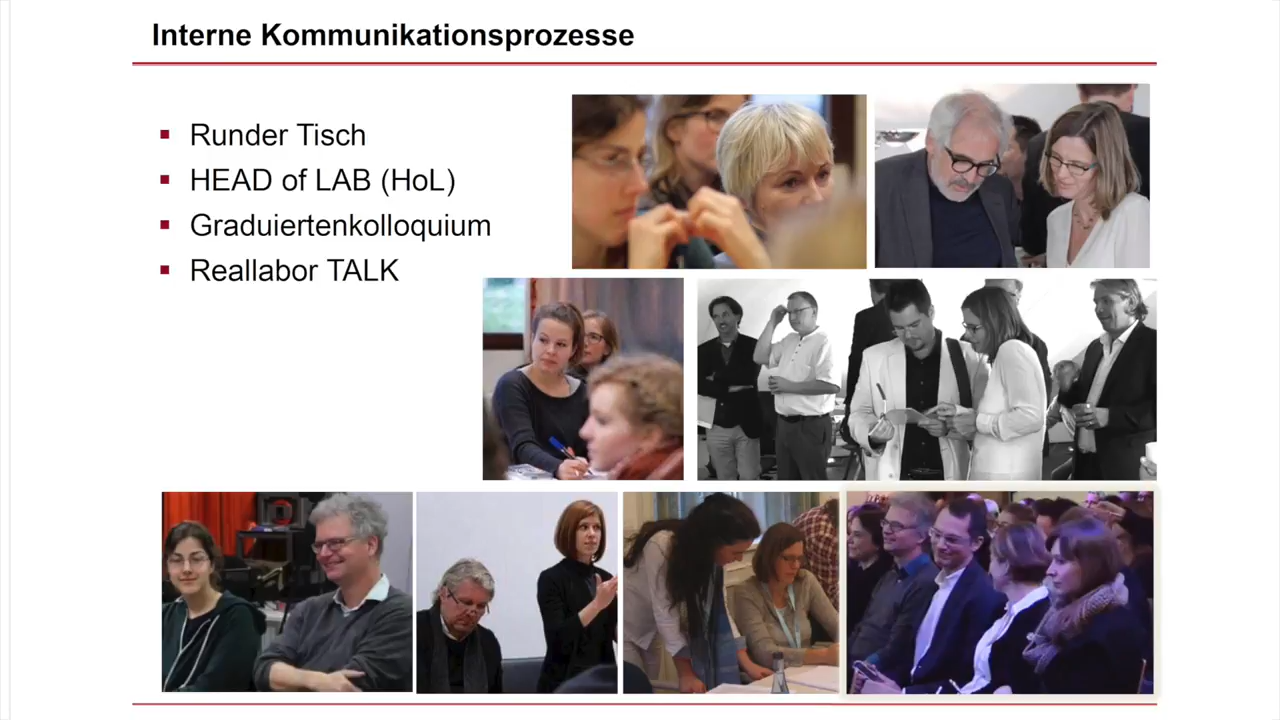 Interne Kommunikationsprozesse
Runder Tisch
HEAD of LAB (HoL)
Graduiertenkolloquium
Reallabor TALK